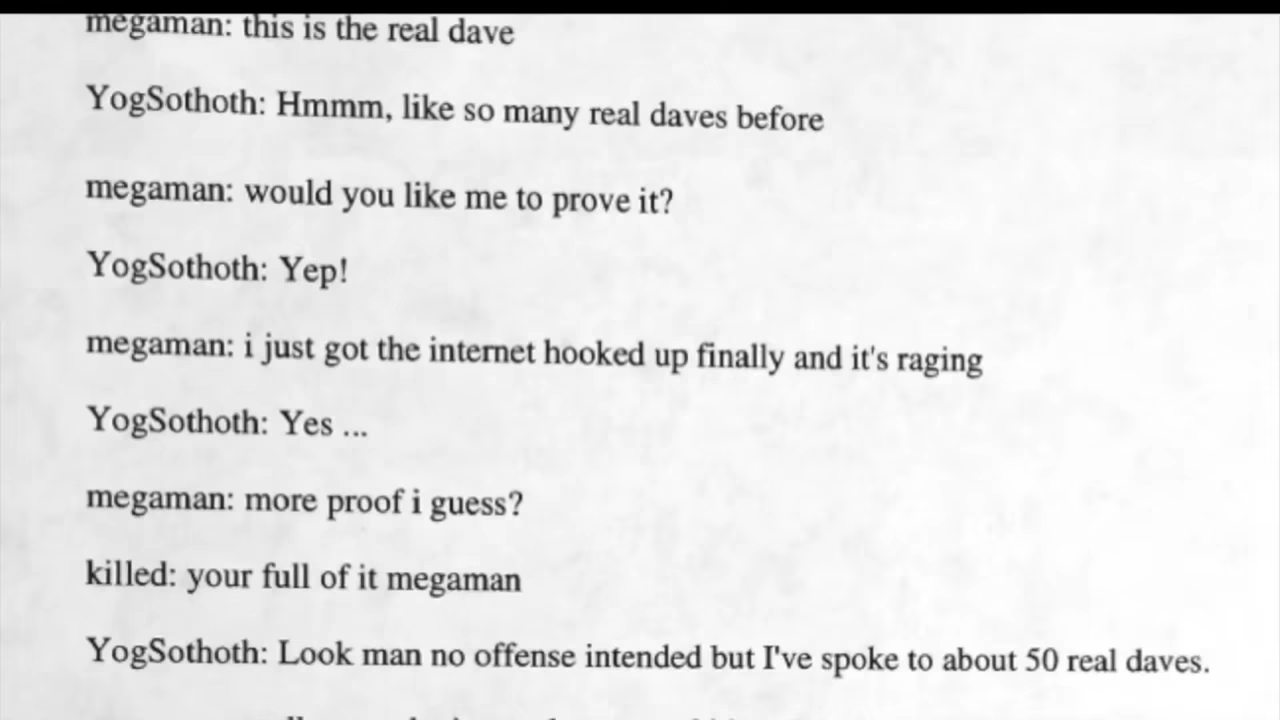 megaman: this is the real dave
YogSothoth: Hmmm, like so many real daves before
megaman: would you like me to prove it?
YogSothoth: Yep!
megaman: i just got the internet hooked up finally and it's raging
YogSothoth: Yes ...
megaman: more proof i guess?
killed: your full of it megaman
YogSothoth: Look man no offense intended but I've spoke to about 50 real daves.